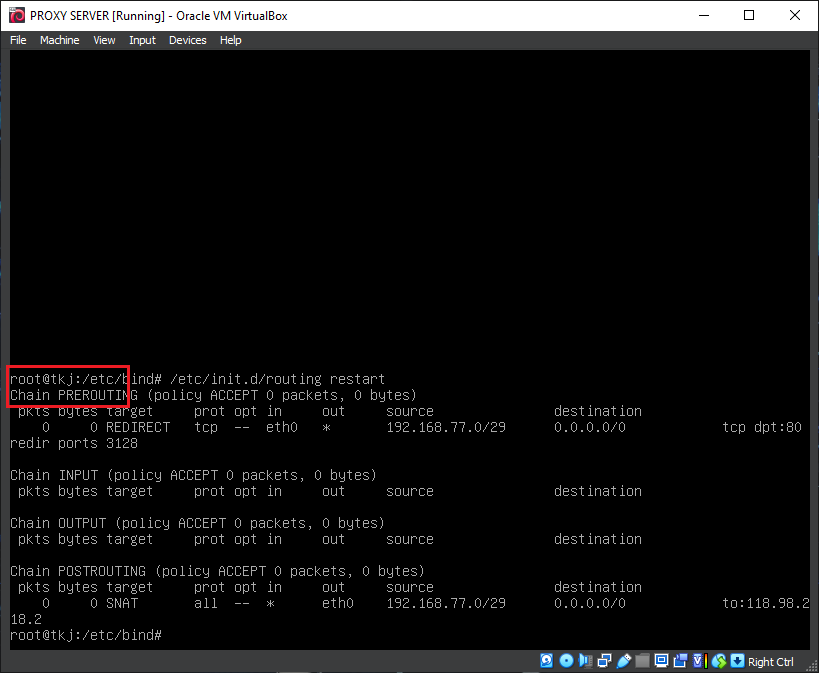 PROXY SERVER [Running] - Oracle VM VirtualBox
File Machine View Input Devices Help
root@tkj:/etc/bind# /etc/init.d/routing restart
Chain PREROUTING (policy ACCEPT 0 packets, 0 bytes)
pkts bytes target prot opt in out source destination
0 0 REDIRECT tcp -- eth0 * 192.168.77.0/29 0.0.0.0/0 tcp dpt:80
redir ports 3128
Chain INPUT (policy ACCEPT 0 packets, 0 bytes)
pkts bytes target prot opt in out source destination
Chain OUTPUT (policy ACCEPT 0 packets, 0 bytes)
pkts bytes target prot opt in out source destination
Chain POSTROUTING (policy ACCEPT 0 packets, 0 bytes)
pkts bytes target prot opt in out source destination
0 0 SNAT all -- * eth0 192.168.77.0/29 0.0.0.0/0 to:118.98.2
18.2
root@tkj:/etc/bind#
Right Ctrl